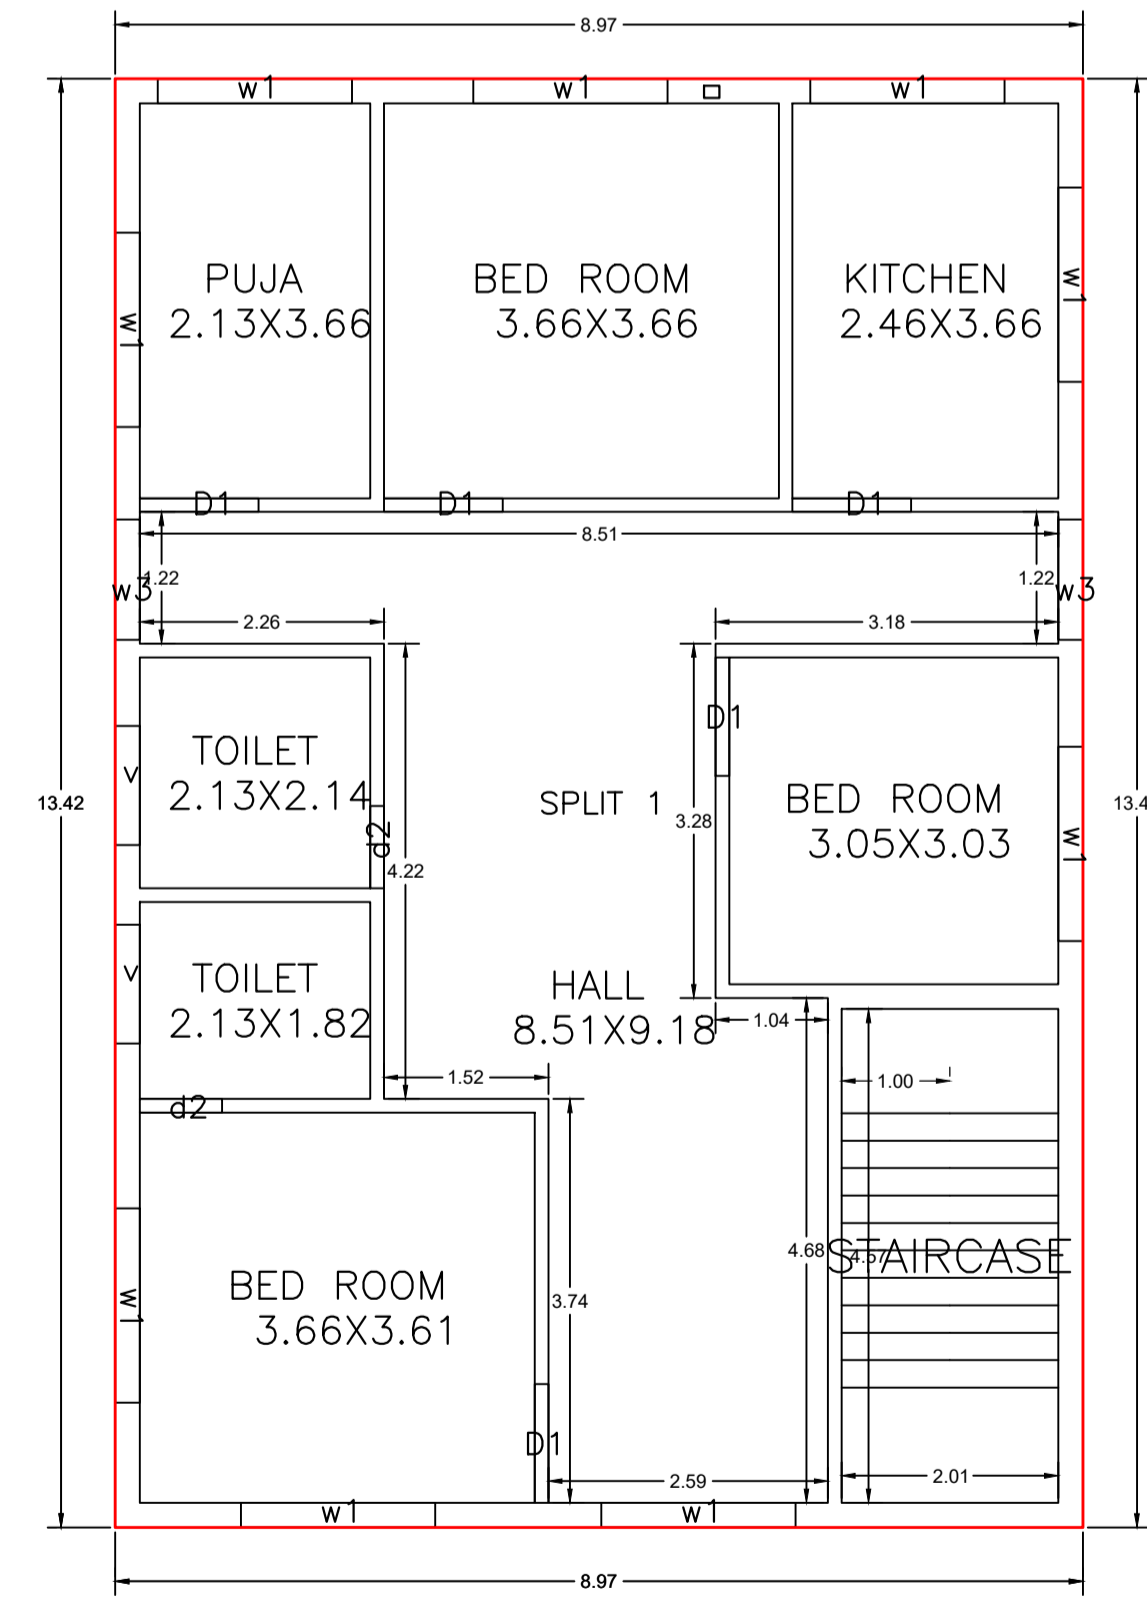 8.97
w1 w1 w1
PUJA
2.13X3.66
BED ROOM
3.66X3.66
KITCHEN
2.46X3.66
w1
w1
D1 D1 D1
8.51
1.22
1.22
w3
w3
2.26
3.18
TOILET
2.13X2.14
V
d2
13.42
SPLIT 1
3.28
D1
BED ROOM
3.05X3.03
w1
13.4
4.22
TOILET
2.13X1.82
V
HALL
8.51X9.18
1.04
1.52
1.00
d2
BED ROOM
3.66X3.61
w1
3.74
4.68
4.57
STAIRCASE
D1
2.59
2.01
w1
w1
8.97